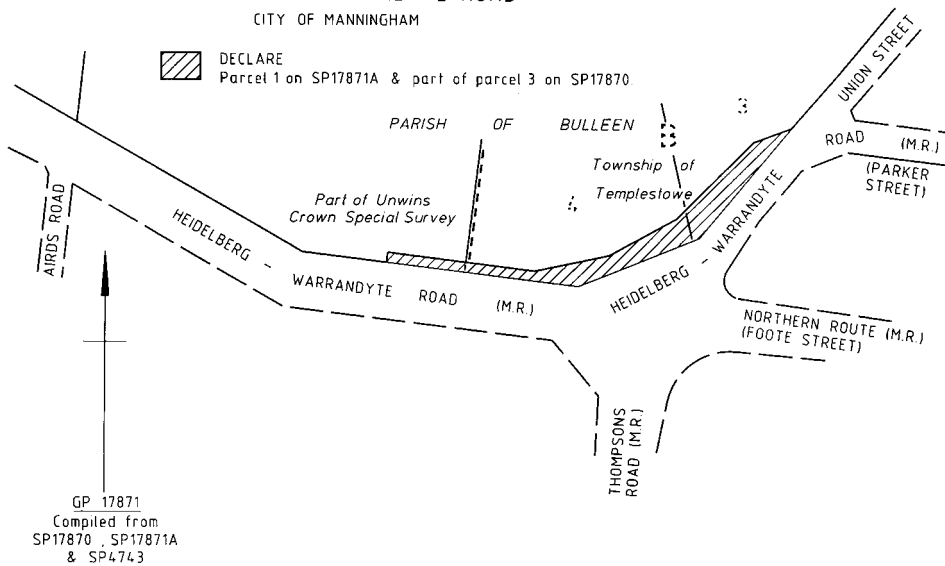 CITY OF MANNINGHAM
DECLARE
Parcel 1 on SP17871A & part of parcel 3 on SP17870.
PARISH OF BULLEEN
B
3
4
Township of
Templestowe
Part of Unwins
Crown Special Survey
UNION STREET
ROAD (M.R.)
(PARKER
STREET)
AIRDS ROAD
HEIDELBERG -
WARRANDYTE ROAD (M.R.)
HEIDELBERG - WARRANDYTE
NORTHERN ROUTE (M.R.)
(FOOTE STREET)
THOMPSONS
ROAD (M.R.)
GP 17871
Compiled from
SP17870 , SP17871A
& SP4743